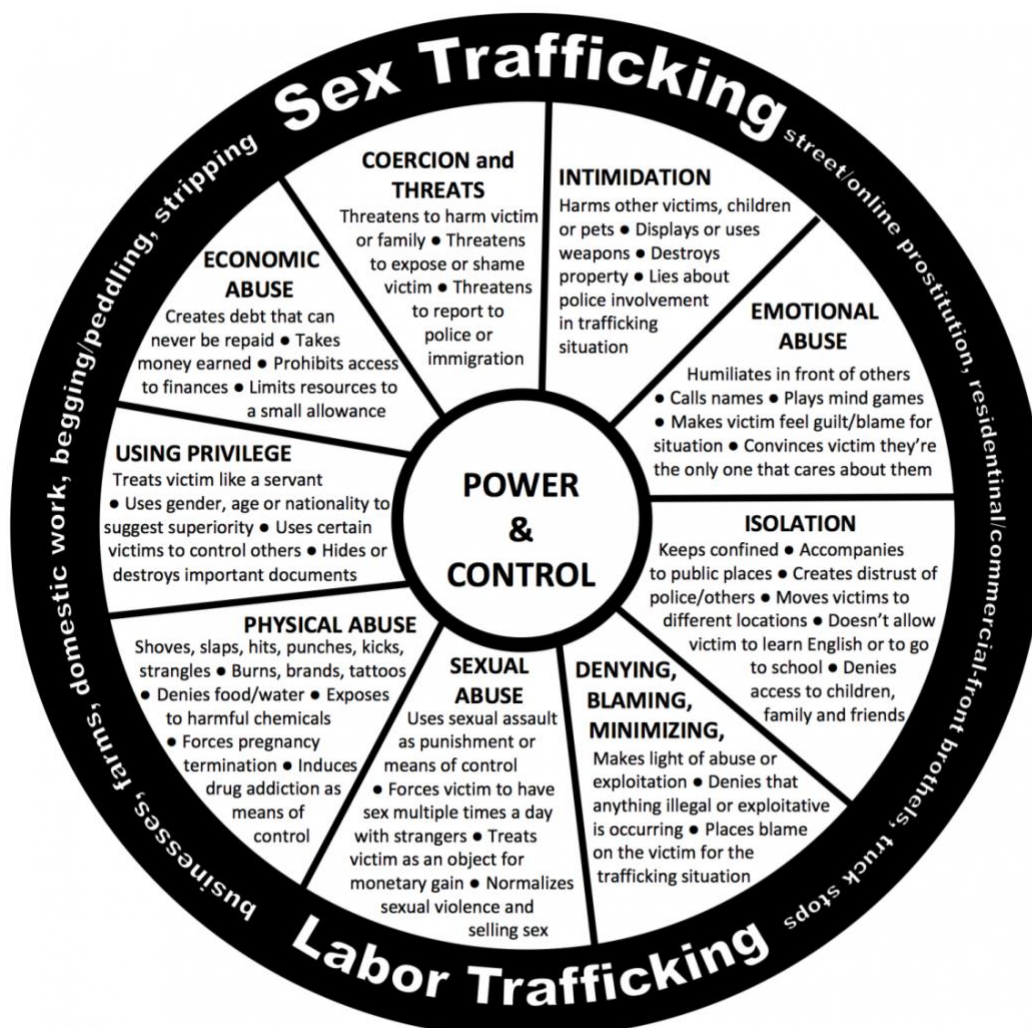 Sex Trafficking
street/online prostitution, residentinal/commercial-front brothels, truck stops
Labor Trafficking
businesses, farms, domestic work, begging/peddling, stripping
POWER
&
CONTROL
COERCION and
THREATS
Threatens to harm victim
or family ● Threatens
to expose or shame
victim ● Threatens
to report to
police or
immigration
INTIMIDATION
Harms other victims, children
or pets ● Displays or uses
weapons ● Destroys
property ● Lies about
police involvement
in trafficking
situation
EMOTIONAL
ABUSE
Humiliates in front of others
● Calls names ● Plays mind games
● Makes victim feel guilt/blame for
situation ● Convinces victim they're
the only one that cares about them
ISOLATION
Keeps confined ● Accompanies
to public places ● Creates distrust of
police/others ● Moves victims to
different locations ● Doesn't allow
victim to learn English or to go
to school ● Denies
access to children,
family and friends
DENYING,
BLAMING,
MINIMIZING,
Makes light of abuse or
exploitation ● Denies that
anything illegal or exploitative
is occurring ● Places blame
on the victim for the
trafficking situation
SEXUAL
ABUSE
Uses sexual assault
as punishment or
means of control
● Forces victim to have
sex multiple times a day
with strangers ● Treats
victim as an object for
monetary gain ● Normalizes
sexual violence and
selling sex
PHYSICAL ABUSE
Shoves, slaps, hits, punches, kicks,
strangles ● Burns, brands, tattoos
● Denies food/water ● Exposes
to harmful chemicals
● Forces pregnancy
termination ● Induces
drug addiction as
means of
control
USING PRIVILEGE
Treats victim like a servant
● Uses gender, age or nationality to
suggest superiority ● Uses certain
victims to control others ● Hides or
destroys important documents
ECONOMIC
ABUSE
Creates debt that can
never be repaid ● Takes
money earned ● Prohibits access
to finances ● Limits resources to
a small allowance